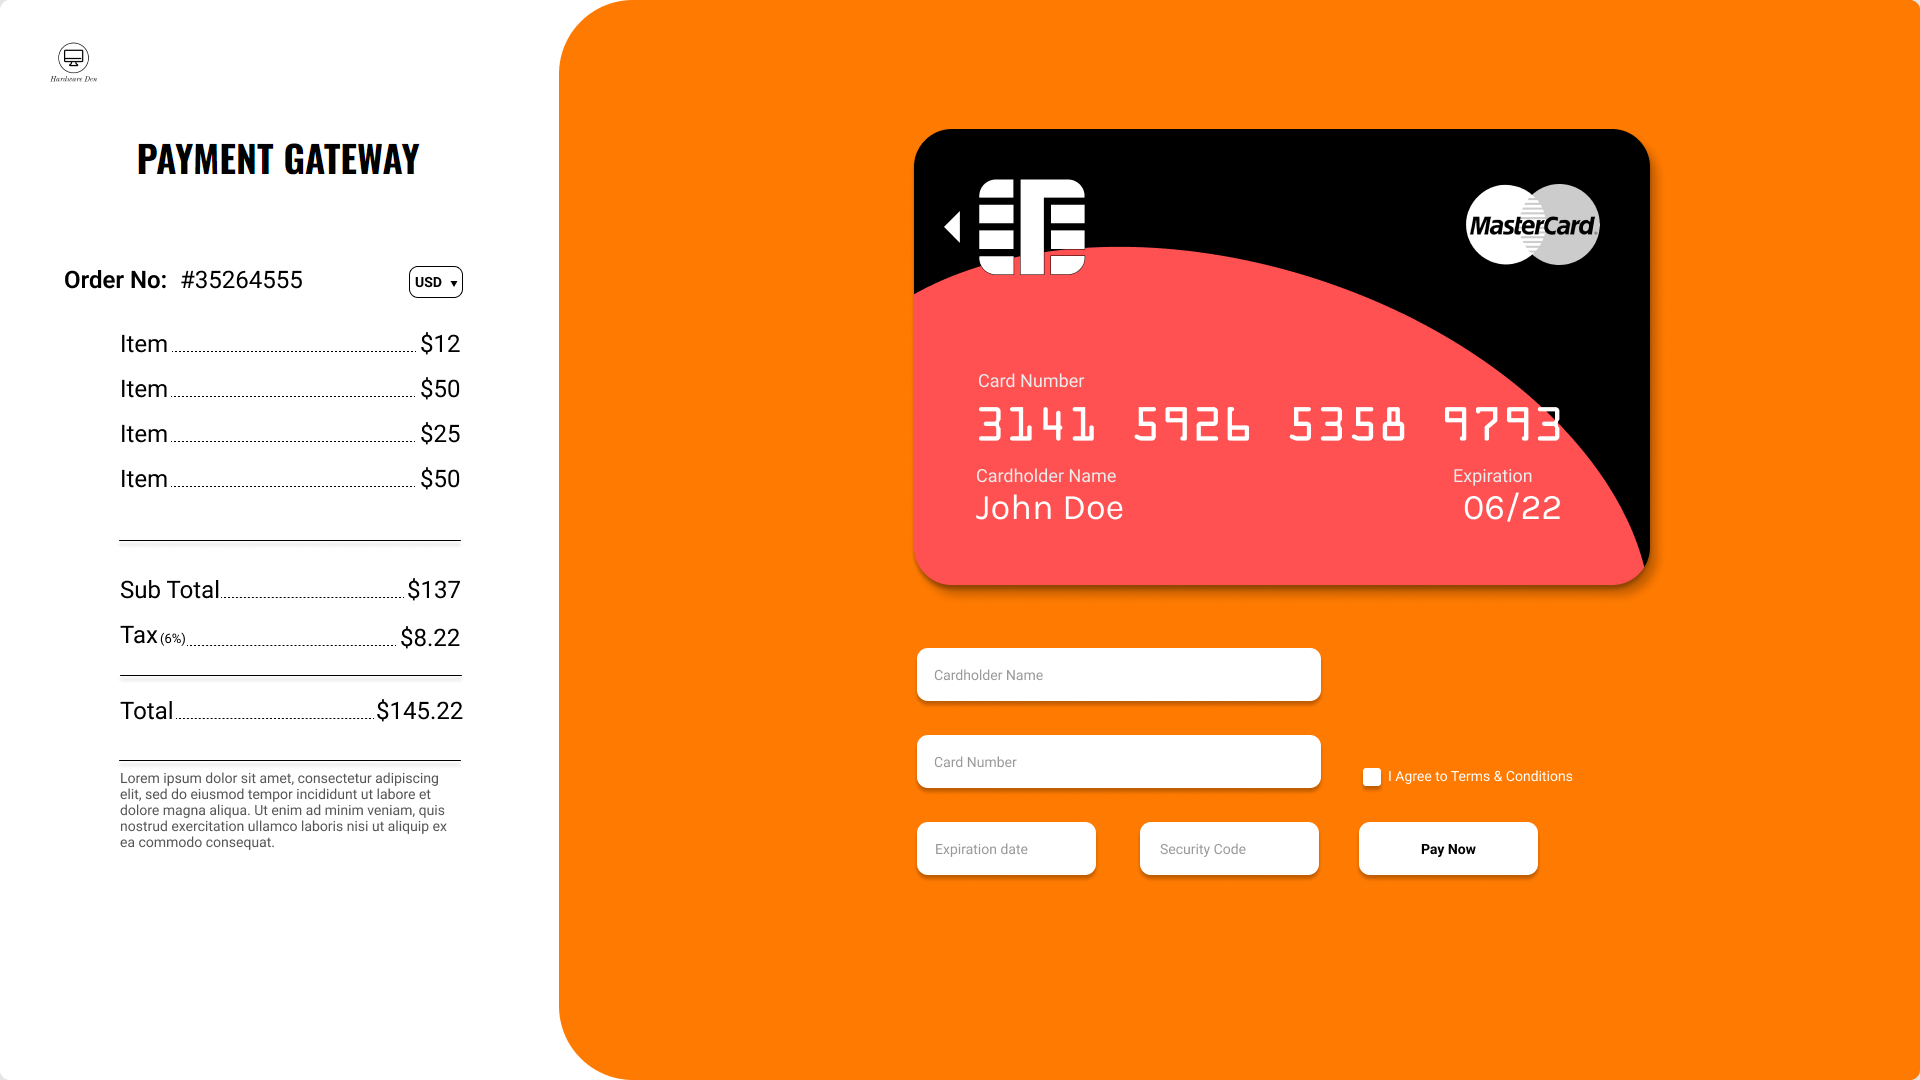 Hardware Den
PAYMENT GATEWAY
Order No: #35264555
USD ▼
Item $12
Item $50
Item $25
Item $50
Sub Total $137
Tax (6%) $8.22
Total $145.22
Lorem ipsum dolor sit amet, consectetur adipiscing
elit, sed do eiusmod tempor incididunt ut labore et
dolore magna aliqua. Ut enim ad minim veniam, quis
nostrud exercitation ullamco laboris nisi ut aliquip ex
ea commodo consequat.
MasterCard
Card Number
3141 5926 5358 9793
Cardholder Name
John Doe
Expiration
06/22
Cardholder Name
Card Number
I Agree to Terms & Conditions
Expiration date
Security Code
Pay Now